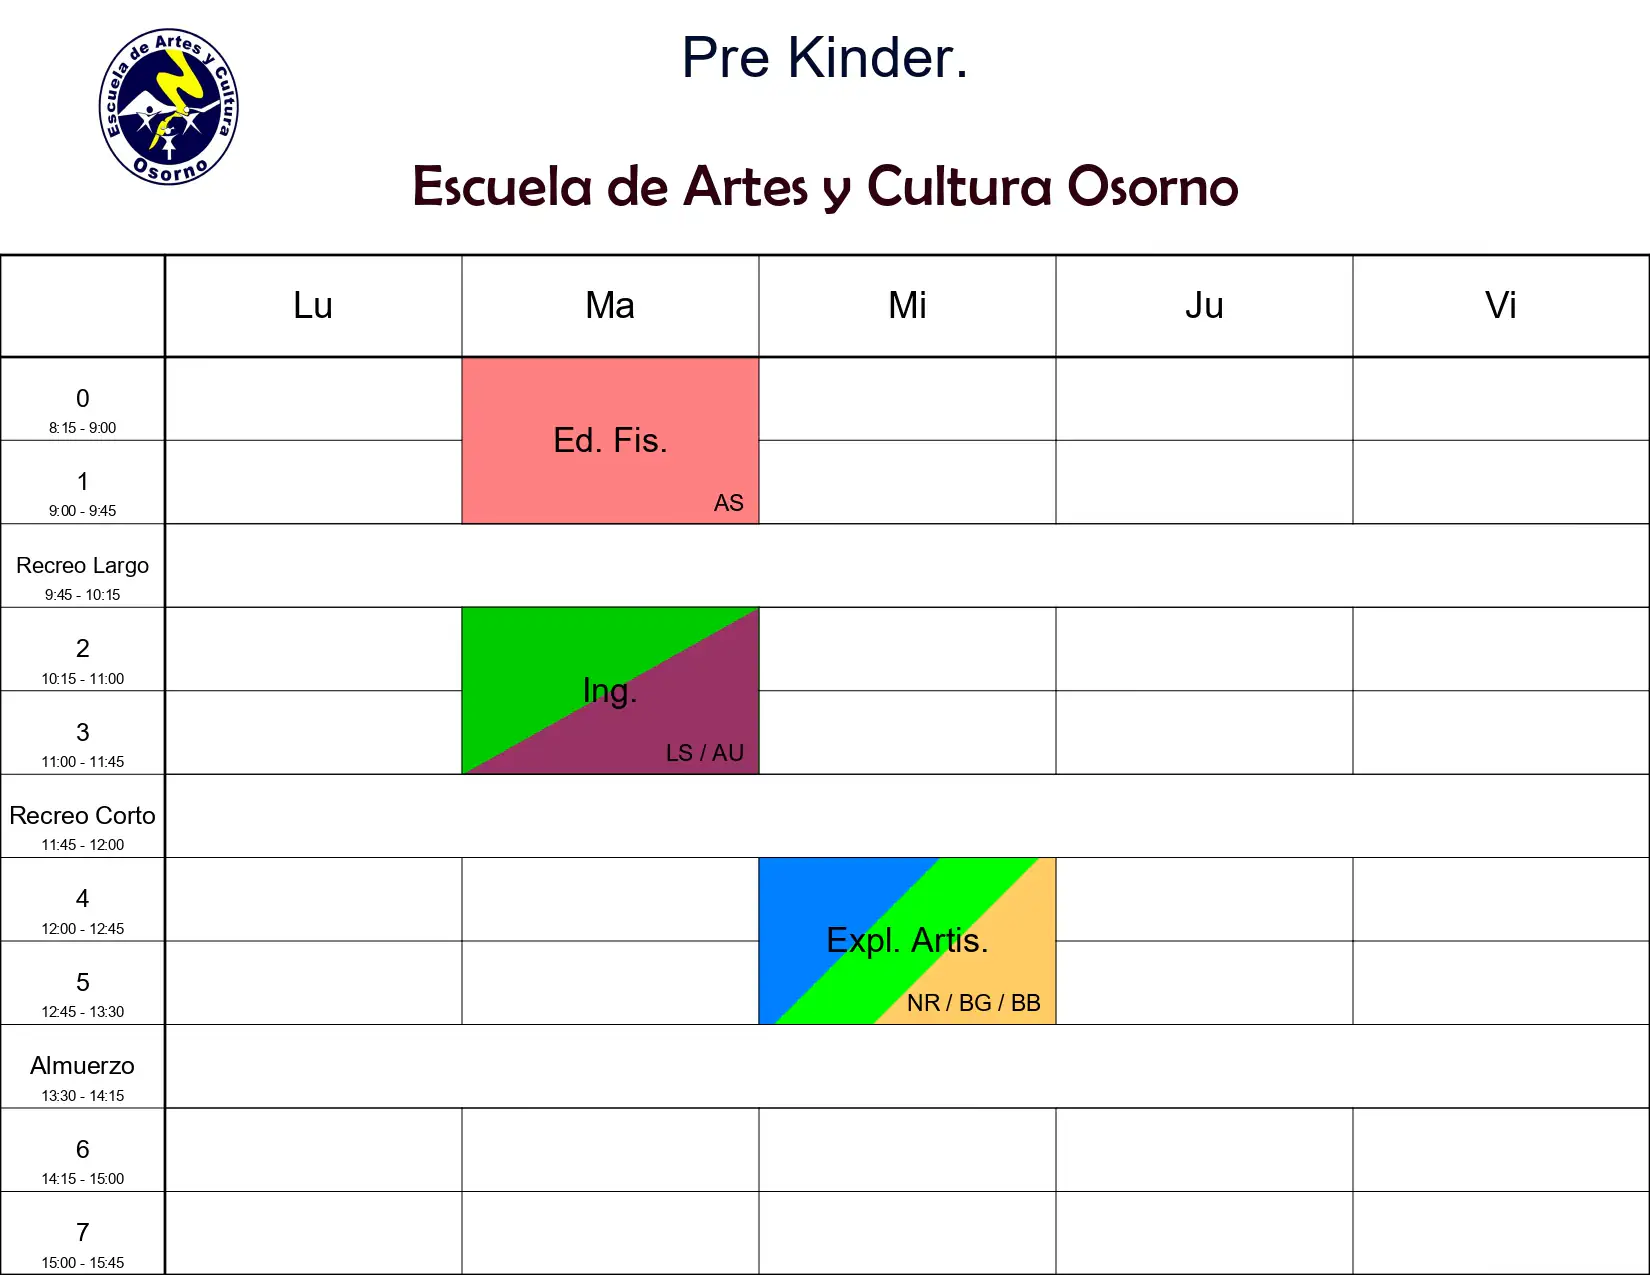 Escuela de Artes y Cultura
Osorno
Pre Kinder.
Escuela de Artes y Cultura Osorno
Lu Ma Mi Ju Vi
0
8:15 - 9:00
Ed. Fis.
1
9:00 - 9:45
AS
Recreo Largo
9:45 - 10:15
2
10:15 - 11:00
Ing.
3
11:00 - 11:45
LS / AU
Recreo Corto
11:45 - 12:00
4
12:00 - 12:45
Expl. Artis.
5
12:45 - 13:30
NR / BG / BB
Almuerzo
13:30 - 14:15
6
14:15 - 15:00
7
15:00 - 15:45